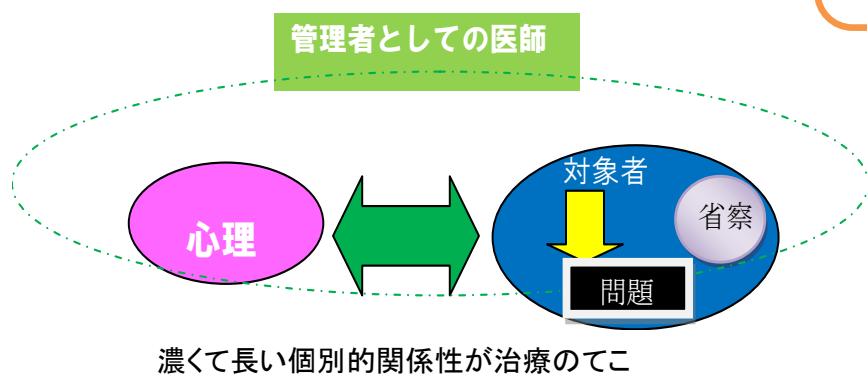 管理者としての医師
対象者
省察
心理
問題
濃くて長い個別的関係性が治療のてこ